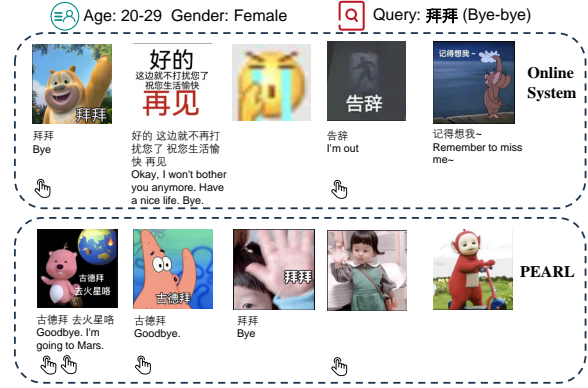 Age: 20-29 Gender: Female
Query: 拜拜 (Bye-bye)
拜拜
好的
这边就不打扰您了
祝您生活愉快
再见
告辞
记得想我~
Online
System
拜拜
Bye
好的 这边就不再打
扰您了 祝您生活愉
快 再见
Okay, I won't bother
you anymore. Have
a nice life. Bye.
告辞
I'm out
记得想我~
Remember to miss
me~
古德拜
去火星咯
古德拜
拜拜
PEARL
古德拜 去火星咯
Goodbye. I'm
going to Mars.
古德拜
Goodbye.
拜拜
Bye